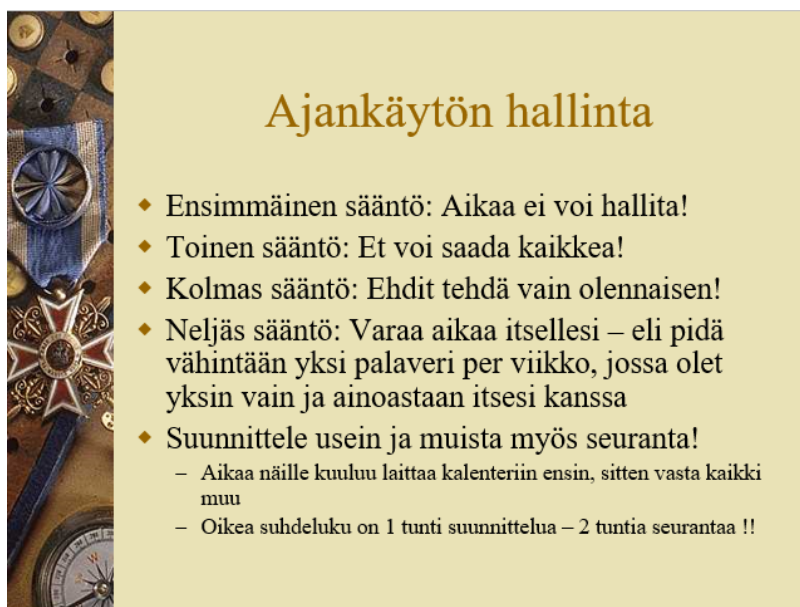 Ajankäytön hallinta
Ensimmäinen sääntö: Aikaa ei voi hallita!
Toinen sääntö: Et voi saada kaikkea!
Kolmas sääntö: Ehdit tehdä vain olennaisen!
Neljäs sääntö: Varaa aikaa itsellesi – eli pidä
vähintään yksi palaveri per viikko, jossa olet
yksin vain ja ainoastaan itsesi kanssa
Suunnittele usein ja muista myös seuranta!
– Aikaa näille kuuluu laittaa kalenteriin ensin, sitten vasta kaikki
muu
– Oikea suhdeluku on 1 tunti suunnittelua – 2 tuntia seurantaa !!